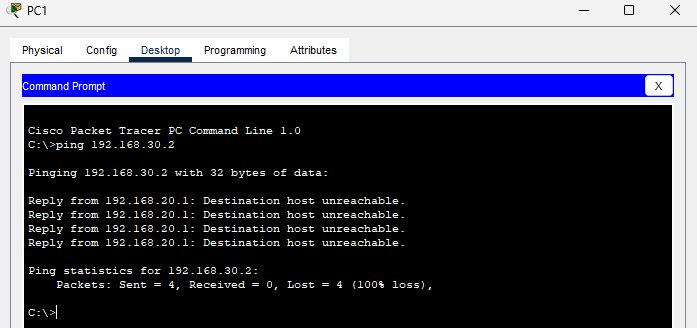 PC1
Physical Config Desktop Programming Attributes
Command Prompt X
Cisco Packet Tracer PC Command Line 1.0
C:\>ping 192.168.30.2
Pinging 192.168.30.2 with 32 bytes of data:
Reply from 192.168.20.1: Destination host unreachable.
Reply from 192.168.20.1: Destination host unreachable.
Reply from 192.168.20.1: Destination host unreachable.
Reply from 192.168.20.1: Destination host unreachable.
Ping statistics for 192.168.30.2:
    Packets: Sent = 4, Received = 0, Lost = 4 (100% loss),
C:\>